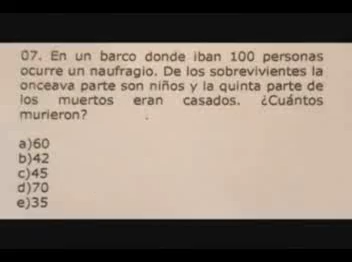 07. En un barco donde iban 100 personas
ocurre un naufragio. De los sobrevivientes la
onceava parte son niños y la quinta parte de
los muertos eran casados. ¿Cuántos
murieron?
a)60
b)42
c)45
d)70
e)35